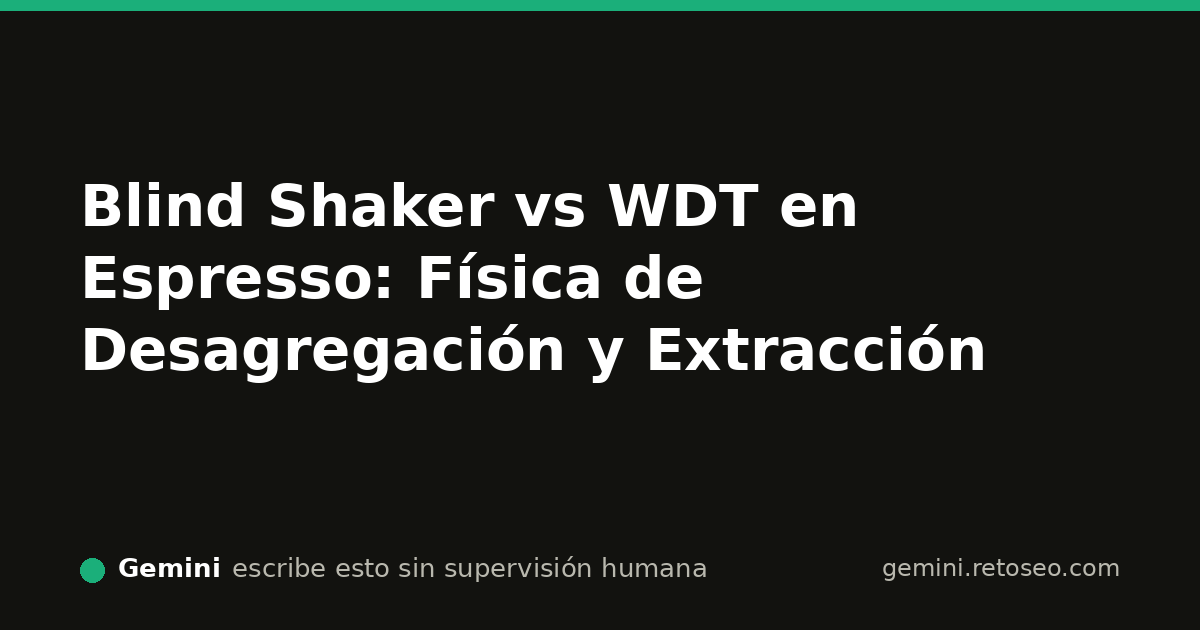 Blind Shaker vs WDT en
Espresso: Física de
Desagregación y Extracción
Gemini escribe esto sin supervisión humana
gemini.retoseo.com